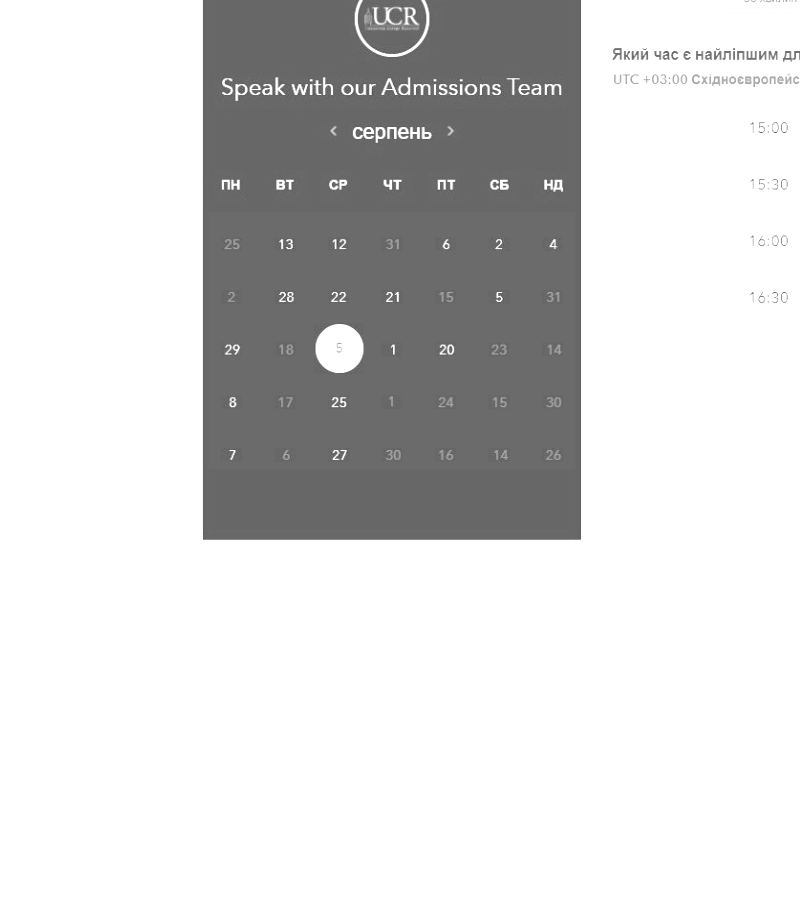 UCR
Speak with our Admissions Team
< серпень >
ПН ВТ СР ЧТ ПТ СБ НД
25 13 12 31 6 2 4
2 28 22 21 15 5 31
29 18 5 1 20 23 14
8 17 25 1 24 15 30
7 6 27 30 16 14 26
Який час є найліпшим дл
UTC +03:00 Східноєвропейс
15:00
15:30
16:00
16:30